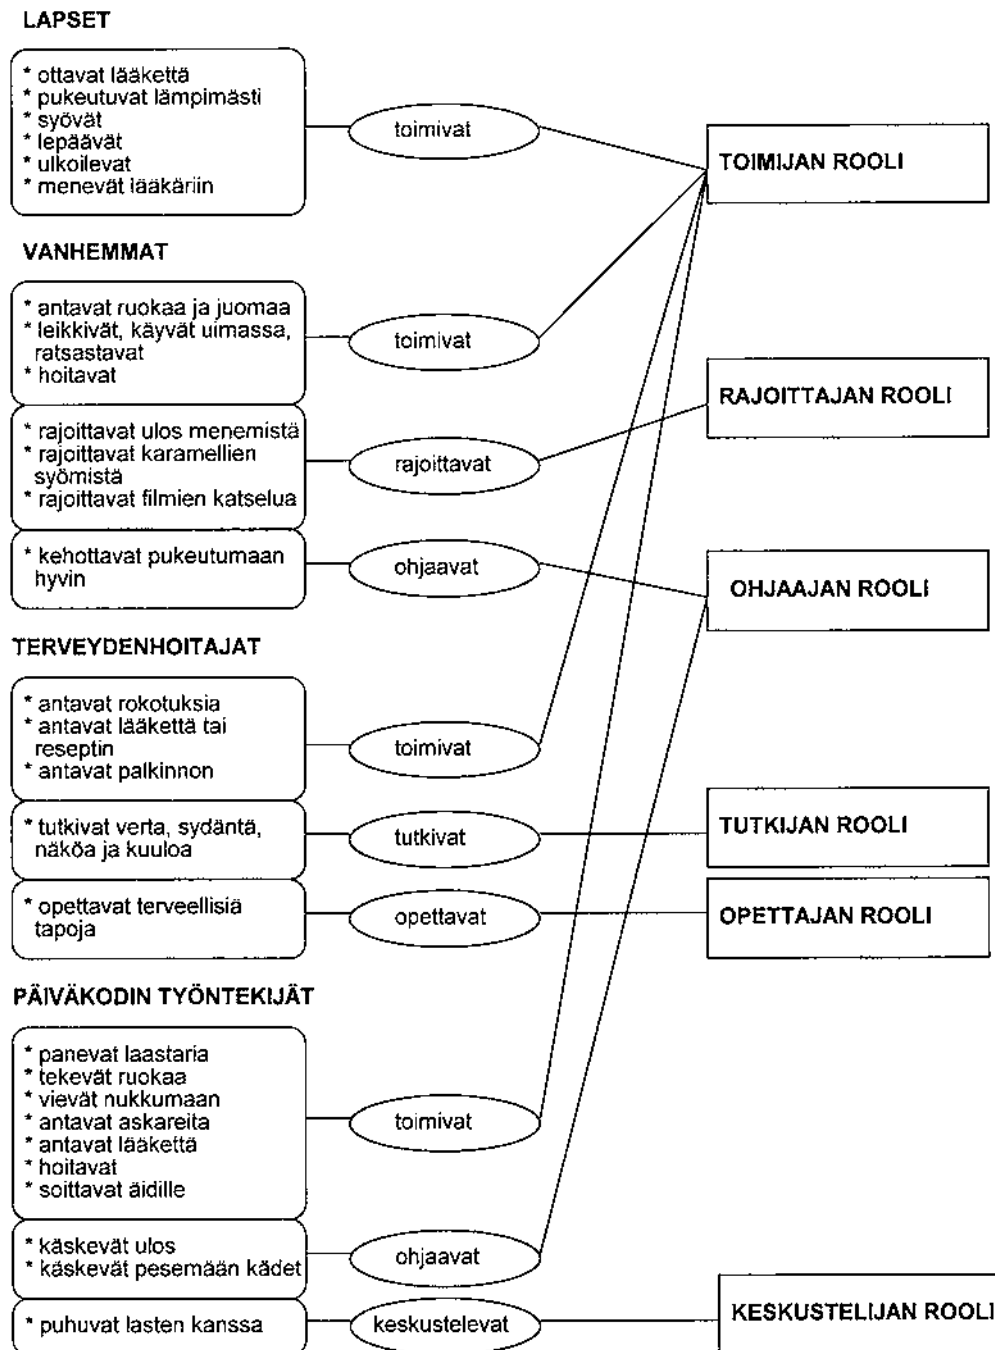 LAPSET
* ottavat lääkettä
* pukeutuvat lämpimästi
* syövät
* lepäävät
* ulkoilevat
* menevät lääkäriin
toimivat
TOIMIJAN ROOLI
VANHEMMAT
* antavat ruokaa ja juomaa
* leikkivät, käyvät uimassa,
ratsastavat
* hoitavat
toimivat
* rajoittavat ulos menemistä
* rajoittavat karamellien
syömistä
* rajoittavat filmien katselua
rajoittavat
RAJOITTAJAN ROOLI
* kehottavat pukeutumaan
hyvin
ohjaavat
OHJAAJAN ROOLI
TERVEYDENHOITAJAT
* antavat rokotuksia
* antavat lääkettä tai
reseptin
* antavat palkinnon
toimivat
* tutkivat verta, sydäntä,
näköa ja kuuloa
tutkivat
TUTKIJAN ROOLI
* opettavat terveellisiä
tapoja
opettavat
OPETTAJAN ROOLI
PÄIVÄKODIN TYÖNTEKIJÄT
* panevat laastaria
* tekevät ruokaa
* vievät nukkumaan
* antavat askareita
* antavat lääkettä
* hoitavat
* soittavat äidille
toimivat
* käskevät ulos
* käskevät pesemään kädet
ohjaavat
* puhuvat lasten kanssa
keskustelevat
KESKUSTELIJAN ROOLI